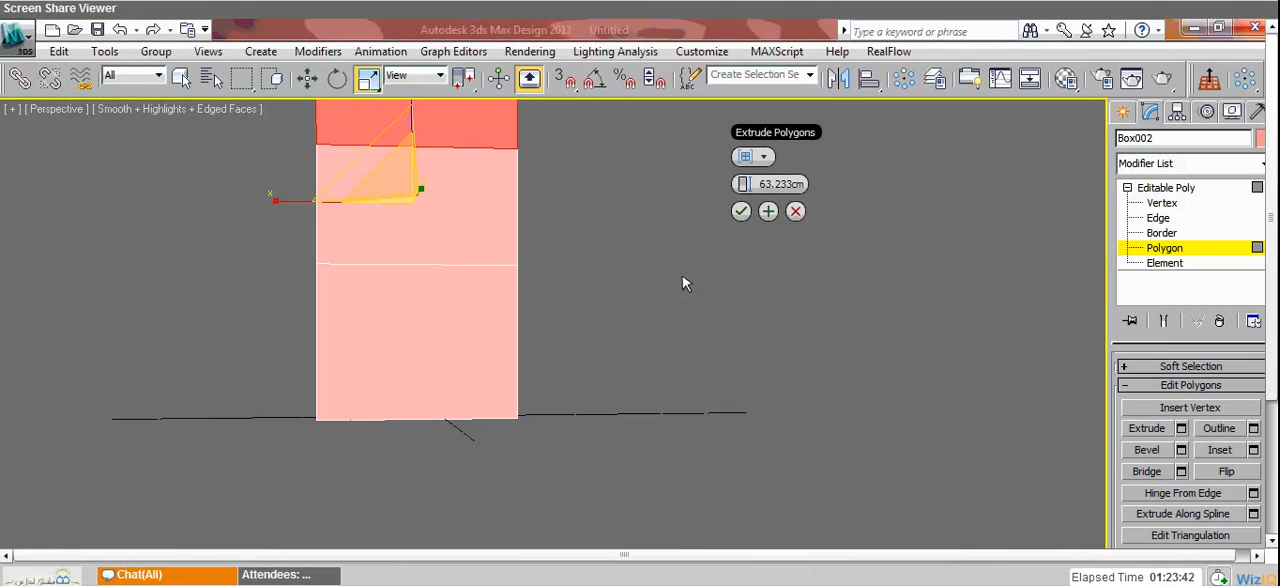 Screen Share Viewer
Autodesk 3ds Max Design 2011 Untitled
Type a keyword or phrase
3DS
Edit Tools Group Views Create Modifiers Animation Graph Editors Rendering Lighting Analysis Customize MAXScript Help RealFlow
All View 3 Create Selection Se
[ + ] [ Perspective ] [ Smooth + Highlights + Edged Faces ]
Extrude Polygons
63.233cm
x
Box002
Modifier List
Editable Poly
Vertex
Edge
Border
Polygon
Element
Soft Selection
Edit Polygons
Insert Vertex
Extrude Outline
Bevel Inset
Bridge Flip
Hinge From Edge
Extrude Along Spline
Edit Triangulation
Chat(All) Attendees: ...
Elapsed Time 01:23:42
WizIQ